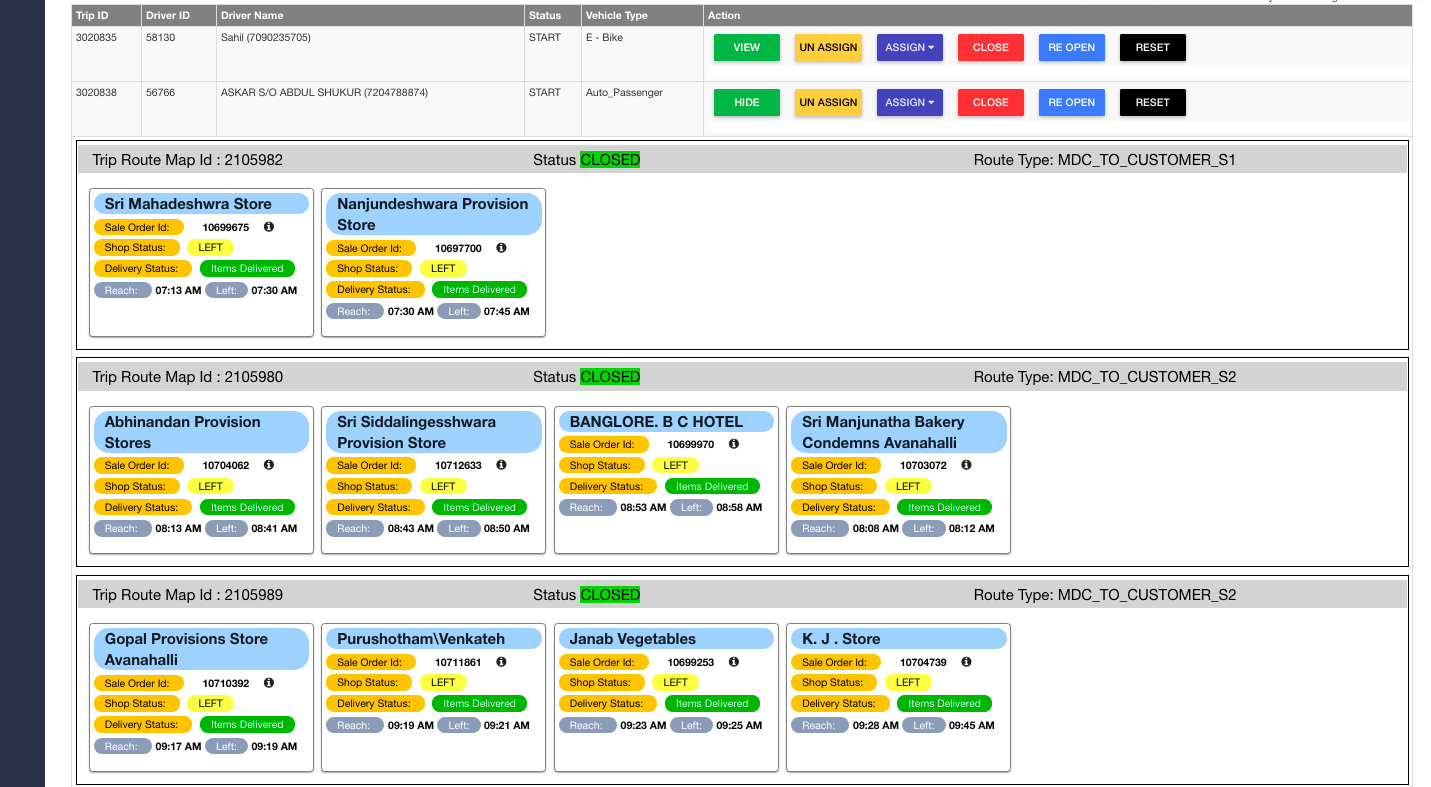 Trip ID Driver ID Driver Name Status Vehicle Type Action
3020835 58130 Sahil (7090235705) START E - Bike VIEW UN ASSIGN ASSIGN CLOSE RE OPEN RESET
3020838 56766 ASKAR S/O ABDUL SHUKUR (7204788874) START Auto_Passenger HIDE UN ASSIGN ASSIGN CLOSE RE OPEN RESET
Trip Route Map Id : 2105982 Status CLOSED Route Type: MDC_TO_CUSTOMER_S1
Sri Mahadeshwra Store
Sale Order Id: 10699675
Shop Status: LEFT
Delivery Status: Items Delivered
Reach: 07:13 AM Left: 07:30 AM
Nanjundeshwara Provision
Store
Sale Order Id: 10697700
Shop Status: LEFT
Delivery Status: Items Delivered
Reach: 07:30 AM Left: 07:45 AM
Trip Route Map Id : 2105980 Status CLOSED Route Type: MDC_TO_CUSTOMER_S2
Abhinandan Provision
Stores
Sale Order Id: 10704062
Shop Status: LEFT
Delivery Status: Items Delivered
Reach: 08:13 AM Left: 08:41 AM
Sri Siddalingesshwara
Provision Store
Sale Order Id: 10712633
Shop Status: LEFT
Delivery Status: Items Delivered
Reach: 08:43 AM Left: 08:50 AM
BANGLORE. B C HOTEL
Sale Order Id: 10699970
Shop Status: LEFT
Delivery Status: Items Delivered
Reach: 08:53 AM Left: 08:58 AM
Sri Manjunatha Bakery
Condemns Avanahalli
Sale Order Id: 10703072
Shop Status: LEFT
Delivery Status: Items Delivered
Reach: 08:08 AM Left: 08:12 AM
Trip Route Map Id : 2105989 Status CLOSED Route Type: MDC_TO_CUSTOMER_S2
Gopal Provisions Store
Avanahalli
Sale Order Id: 10710392
Shop Status: LEFT
Delivery Status: Items Delivered
Reach: 09:17 AM Left: 09:19 AM
Purushotham\Venkateh
Sale Order Id: 10711861
Shop Status: LEFT
Delivery Status: Items Delivered
Reach: 09:19 AM Left: 09:21 AM
Janab Vegetables
Sale Order Id: 10699253
Shop Status: LEFT
Delivery Status: Items Delivered
Reach: 09:23 AM Left: 09:25 AM
K. J . Store
Sale Order Id: 10704739
Shop Status: LEFT
Delivery Status: Items Delivered
Reach: 09:28 AM Left: 09:45 AM